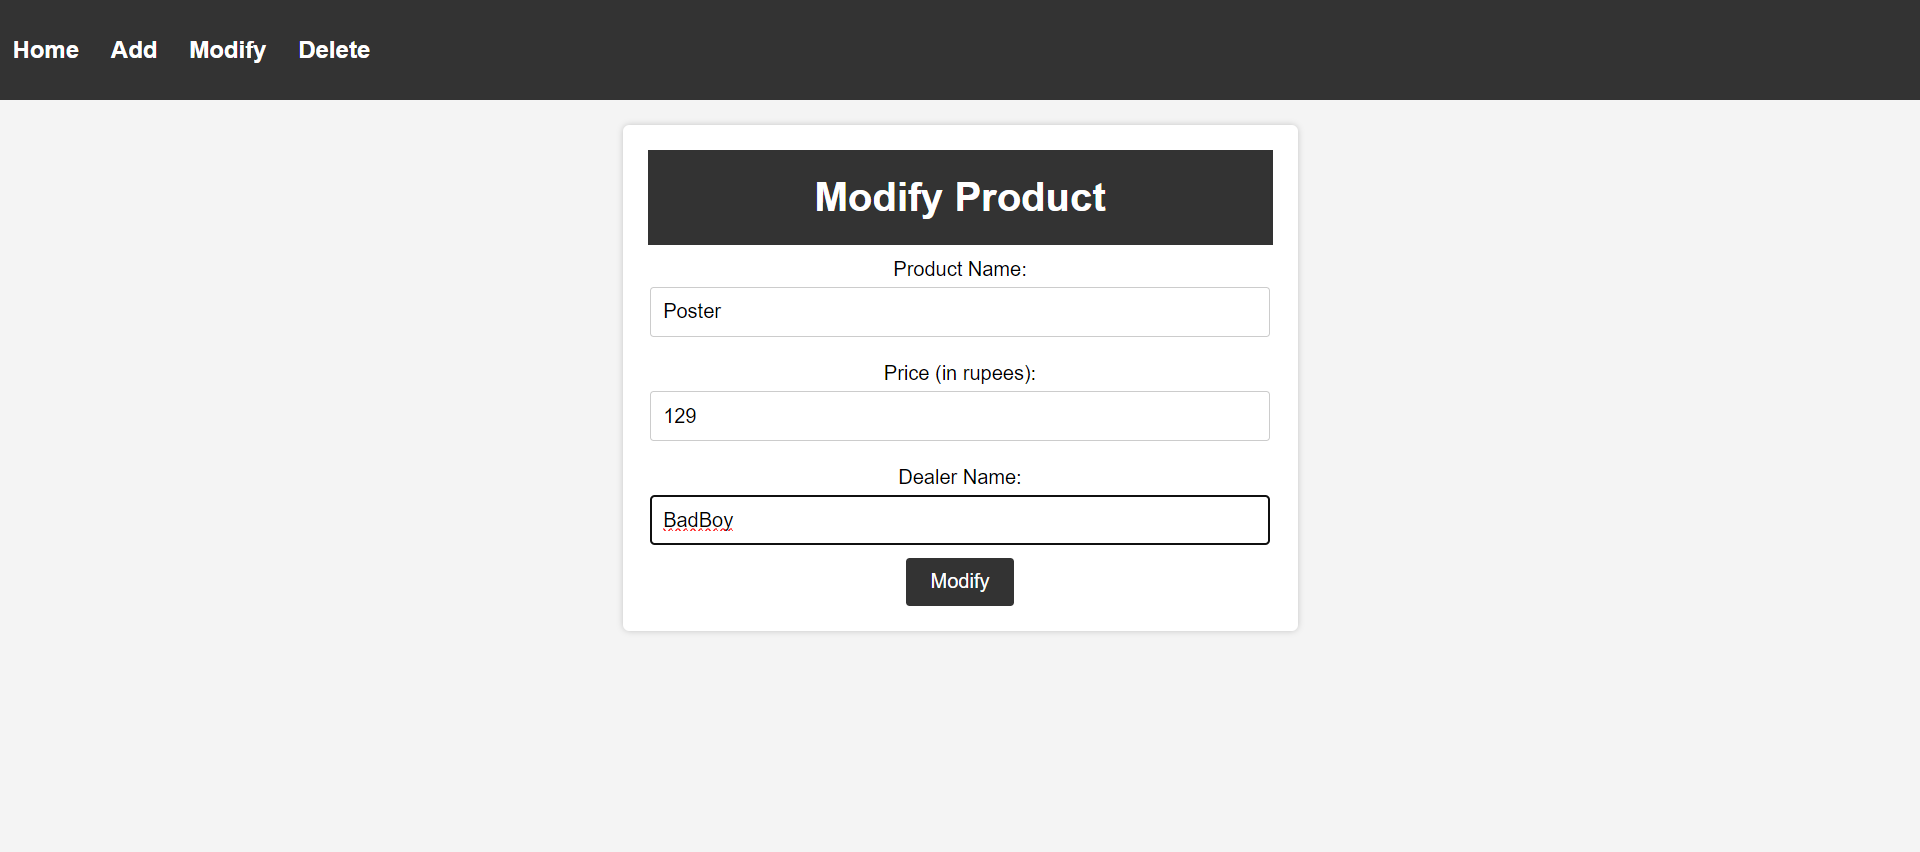 Home Add Modify Delete
Modify Product
Product Name:
Poster
Price (in rupees):
129
Dealer Name:
BadBoy
Modify